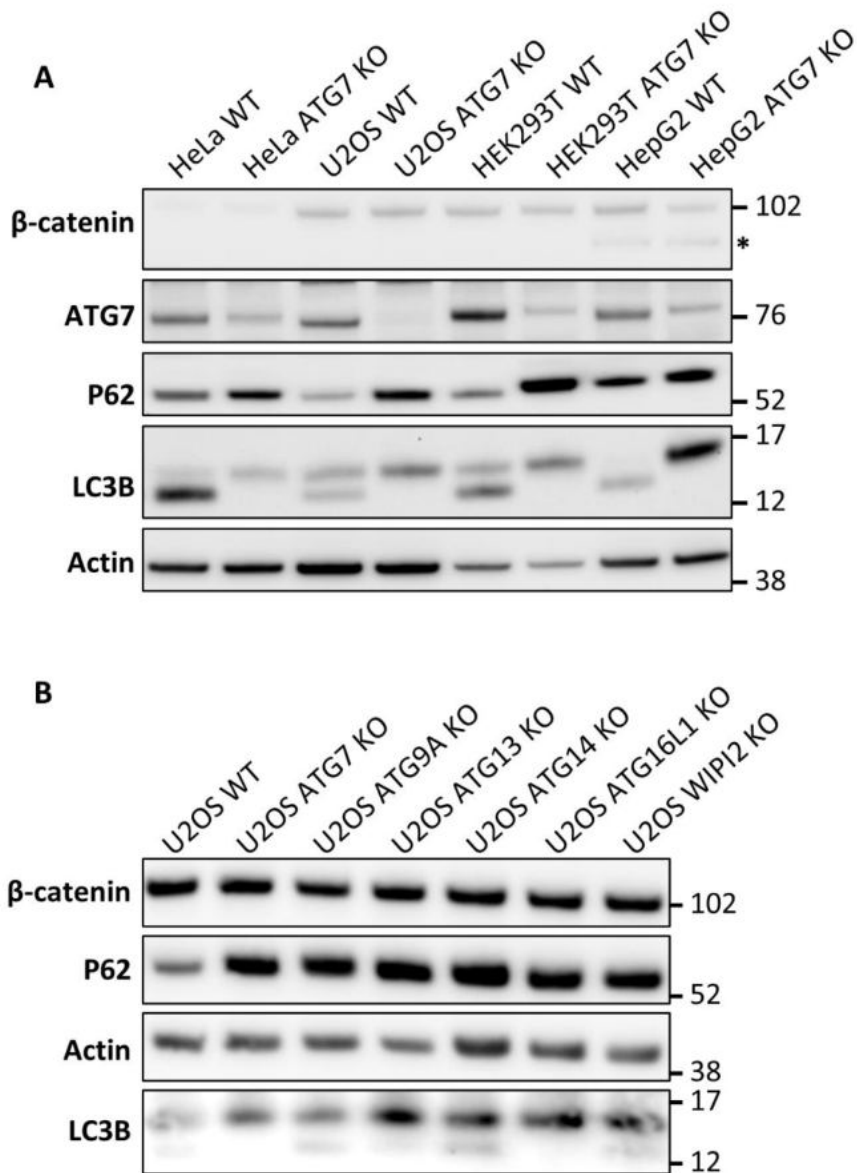 A
HeLa WT
HeLa ATG7 KO
U2OS WT
U2OS ATG7 KO
HEK293T WT
HEK293T ATG7 KO
HepG2 WT
HepG2 ATG7 KO
β-catenin
102
*
ATG7
76
P62
52
LC3B
17
12
Actin
38
B
U2OS WT
U2OS ATG7 KO
U2OS ATG9A KO
U2OS ATG13 KO
U2OS ATG14 KO
U2OS ATG16L1 KO
U2OS WIPI2 KO
β-catenin
102
P62
52
Actin
38
LC3B
17
12